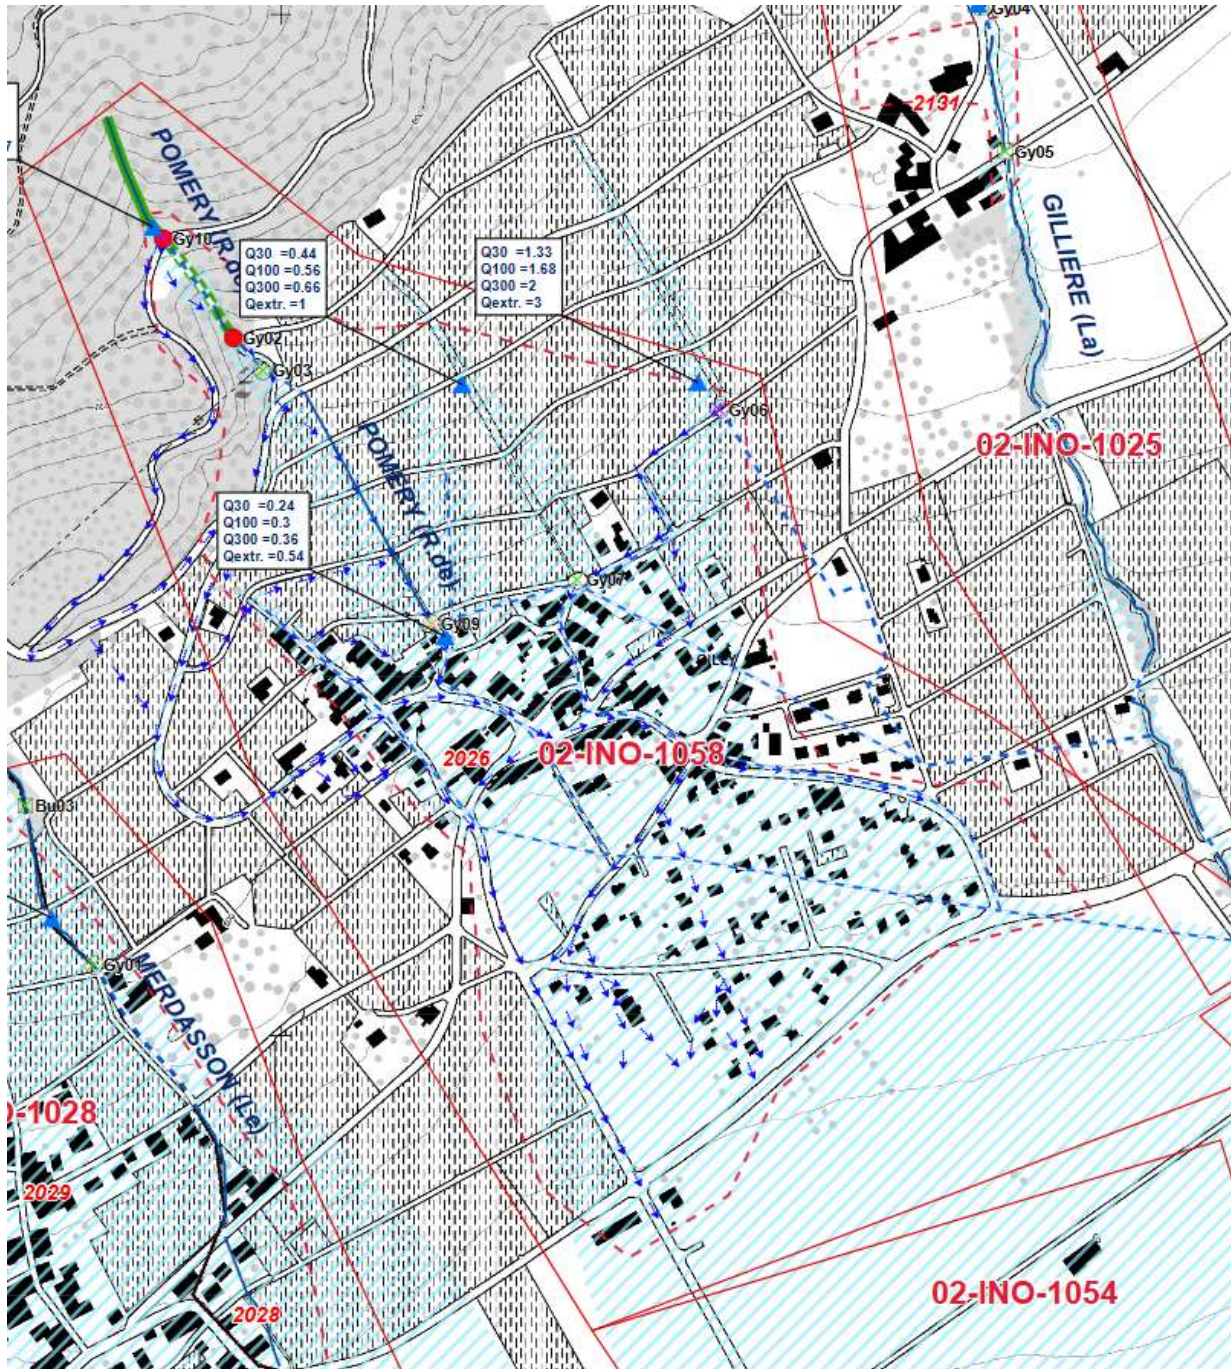 Gy04
2131
Gy05
POMERY (R.de)
Gy10
Q30 =0.44
Q100 =0.56
Q300 =0.66
Qextr. =1
Q30 =1.33
Q100 =1.68
Q300 =2
Qextr. =3
GILLIERE (La)
Gy02
Gy03
Gy06
POMERY (R.de)
02-INO-1025
Q30 =0.24
Q100 =0.3
Q300 =0.36
Qextr. =0.54
Gy07
Gy09
2026
02-INO-1058
Bu03
Gy01
MERDASSON (Le)
-1028
2029
02-INO-1054
2028